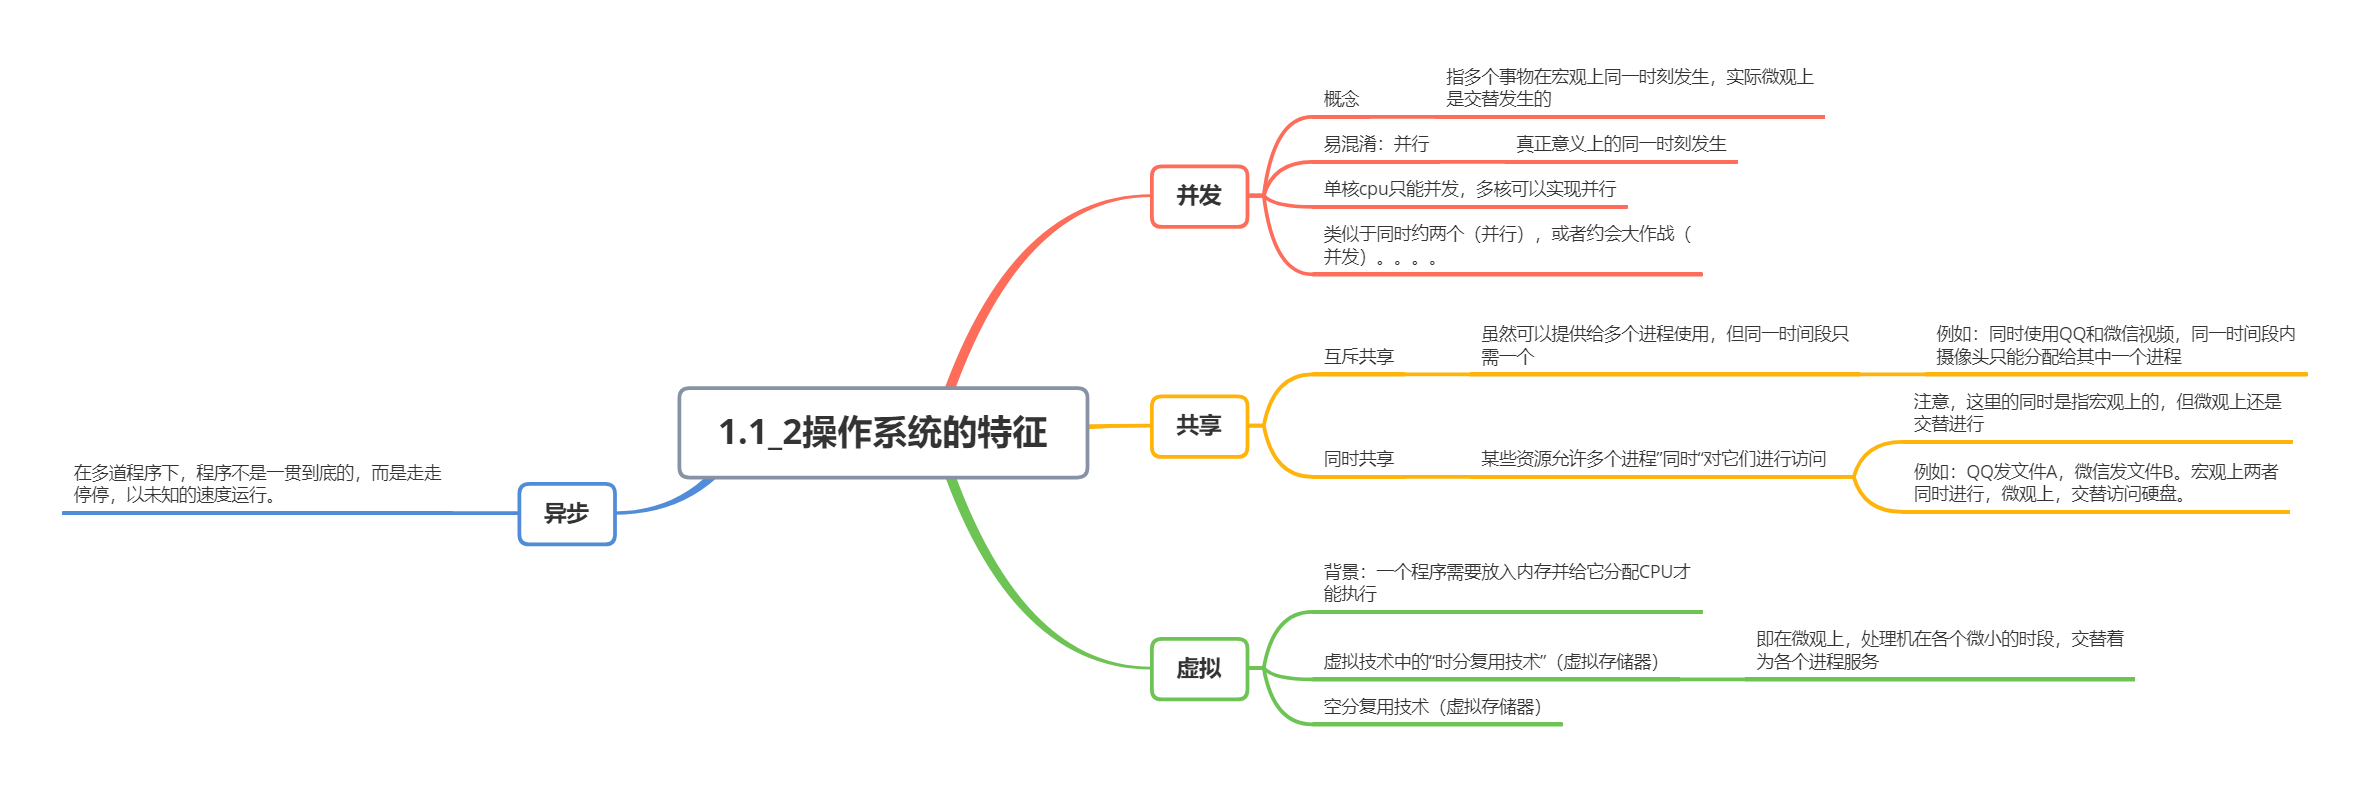 1.1_2操作系统的特征
并发
概念
指多个事物在宏观上同一时刻发生，实际微观上
是交替发生的
易混淆：并行
真正意义上的同一时刻发生
单核cpu只能并发，多核可以实现并行
类似于同时约两个（并行），或者约会大作战（
并发）。。。。
共享
互斥共享
虽然可以提供给多个进程使用，但同一时间段只
需一个
例如：同时使用QQ和微信视频，同一时间段内
摄像头只能分配给其中一个进程
同时共享
某些资源允许多个进程”同时“对它们进行访问
注意，这里的同时是指宏观上的，但微观上还是
交替进行
例如：QQ发文件A，微信发文件B。宏观上两者
同时进行，微观上，交替访问硬盘。
虚拟
背景：一个程序需要放入内存并给它分配CPU才
能执行
虚拟技术中的“时分复用技术”（虚拟存储器）
即在微观上，处理机在各个微小的时段，交替着
为各个进程服务
空分复用技术（虚拟存储器）
异步
在多道程序下，程序不是一贯到底的，而是走走
停停，以未知的速度运行。